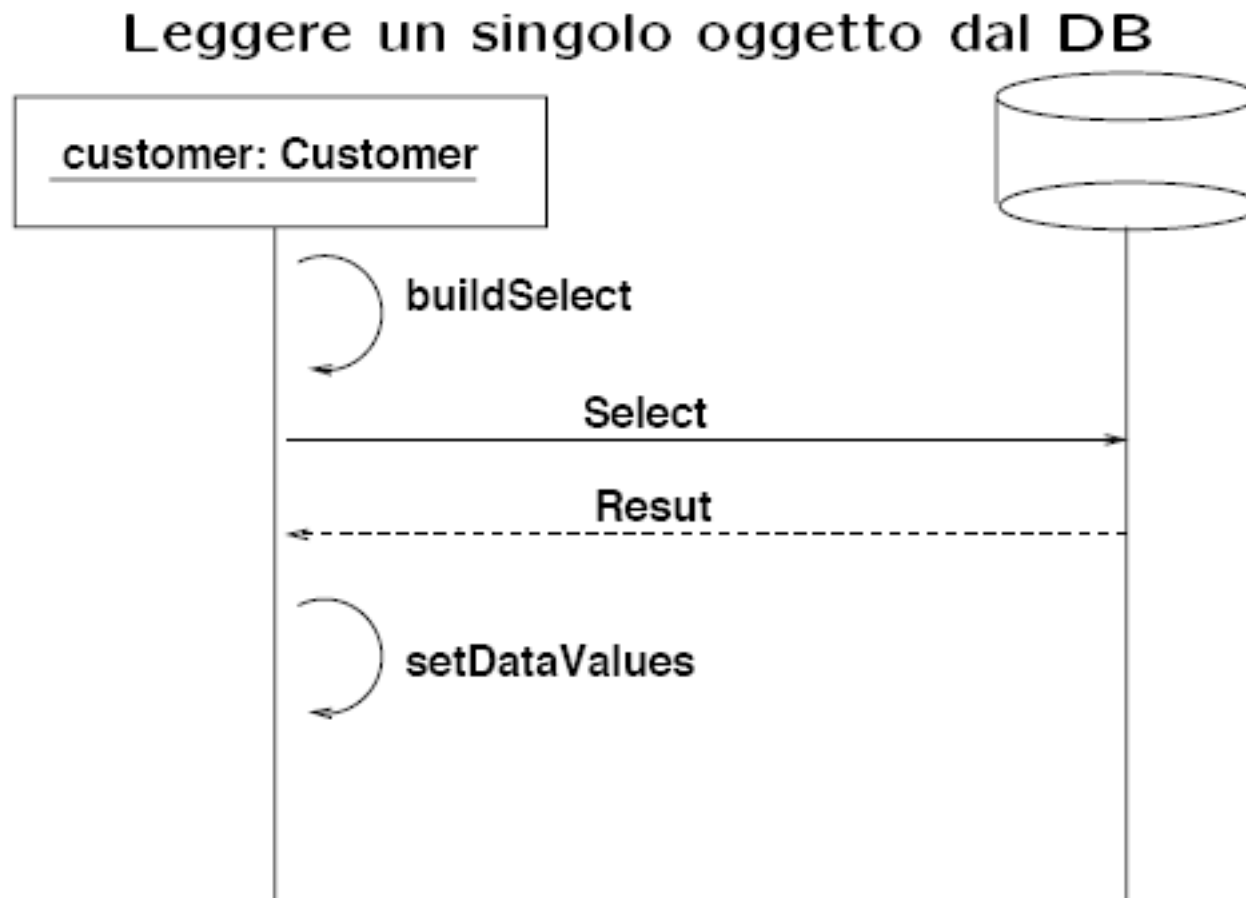 Leggere un singolo oggetto dal DB
customer: Customer
buildSelect
Select
Resut
setDataValues